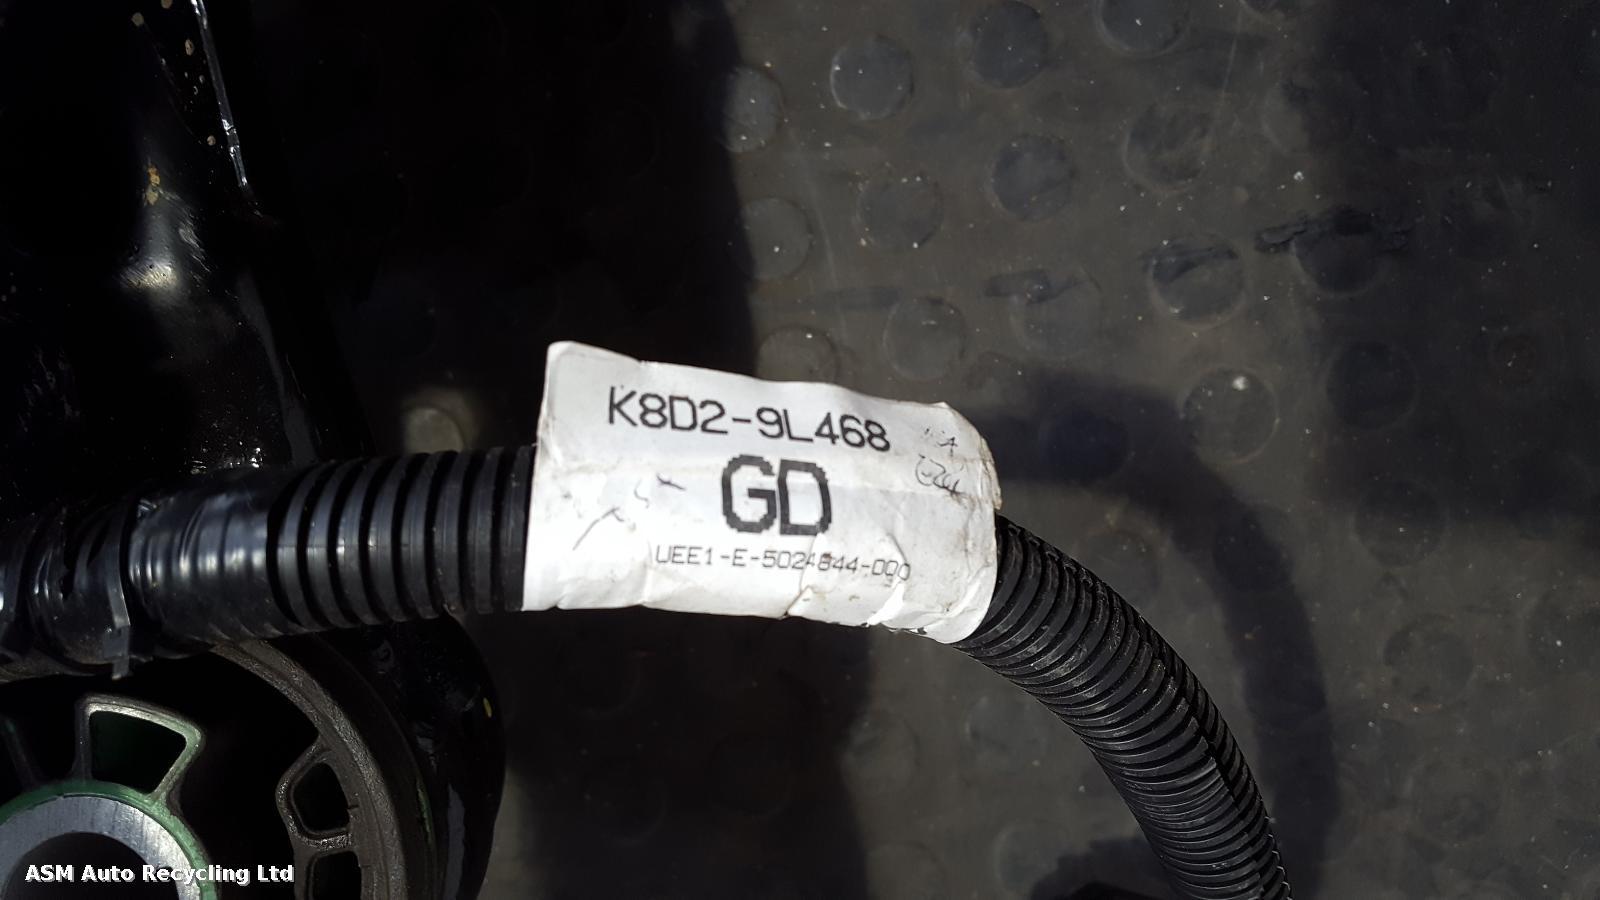 K8D2-9L468
GD
UEE1-E-5024844-000
ASM Auto Recycling Ltd